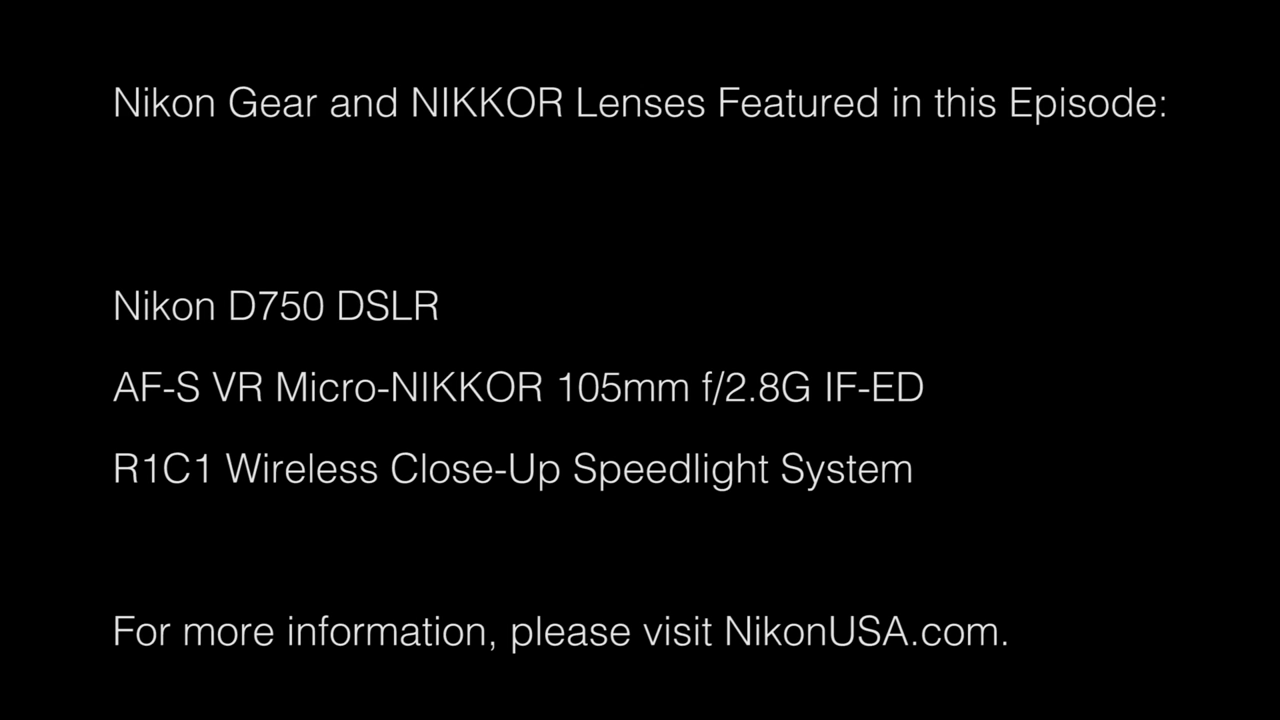 Nikon Gear and NIKKOR Lenses Featured in this Episode:
Nikon D750 DSLR
AF-S VR Micro-NIKKOR 105mm f/2.8G IF-ED
R1C1 Wireless Close-Up Speedlight System
For more information, please visit NikonUSA.com.